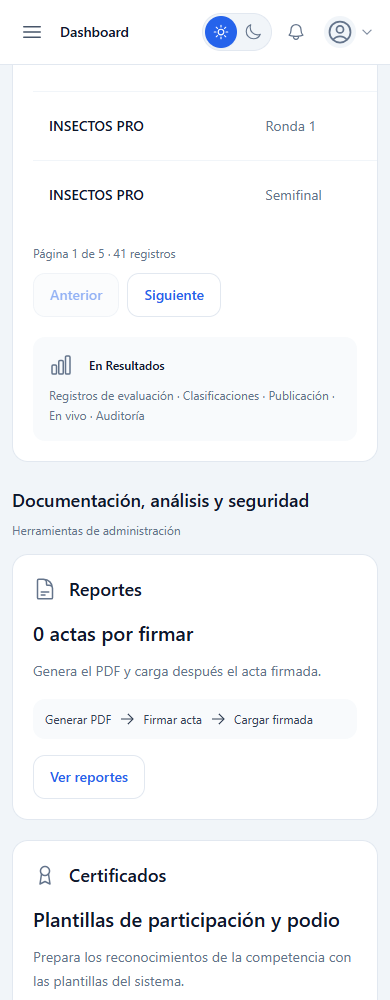 Dashboard
INSECTOS PRO Ronda 1
INSECTOS PRO Semifinal
Página 1 de 5 · 41 registros
Anterior Siguiente
En Resultados
Registros de evaluación · Clasificaciones · Publicación ·
En vivo · Auditoría
Documentación, análisis y seguridad
Herramientas de administración
Reportes
0 actas por firmar
Genera el PDF y carga después el acta firmada.
Generar PDF → Firmar acta → Cargar firmada
Ver reportes
Certificados
Plantillas de participación y podio
Prepara los reconocimientos de la competencia con
las plantillas del sistema.